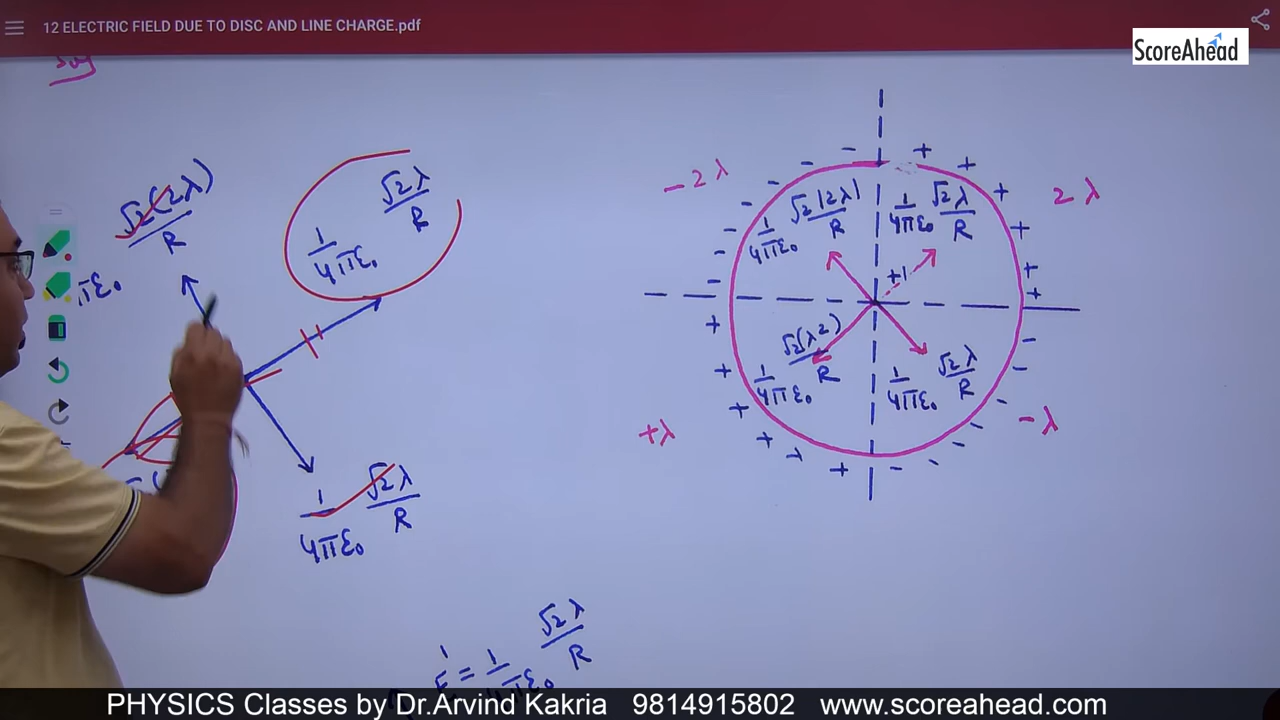 12 ELECTRIC FIELD DUE TO DISC AND LINE CHARGE.pdf
ScoreAhead
√2(2λ)
R
πε₀
1
4πε₀
√2λ
R
1
4πε₀
√2λ
R
E = 1
√2λ
R
-2λ
2λ
+λ
-λ
1
4πε₀
√2(2λ)
R
1
4πε₀
√2λ
R
+1
1
4πε₀
√2(λ2)
R
1
4πε₀
√2λ
R
PHYSICS Classes by Dr.Arvind Kakria 9814915802 www.scoreahead.com